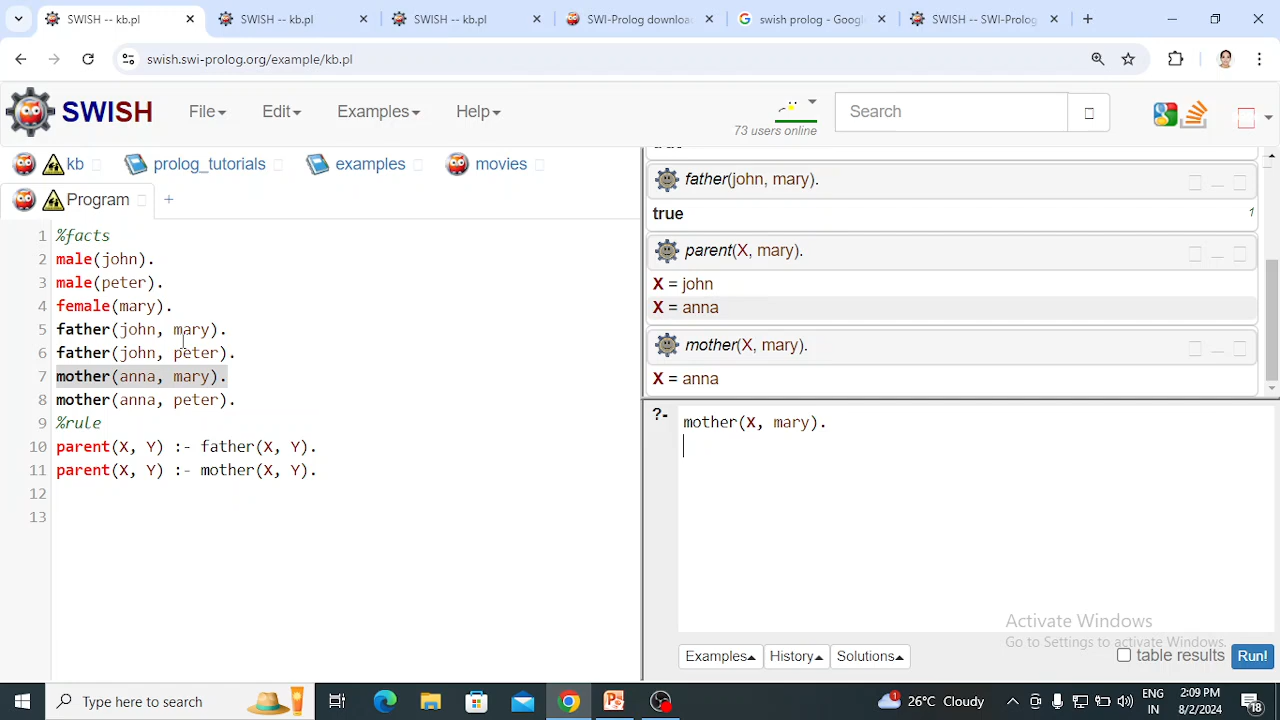 SWISH -- kb.pl
SWISH -- kb.pl
SWISH -- kb.pl
SWI-Prolog downloa
swish prolog - Googl
SWISH -- SWI-Prolog
swish.swi-prolog.org/example/kb.pl
SWISH
File
Edit
Examples
Help
73 users online
Search
kb
prolog_tutorials
examples
movies
Program
+
1 %facts
2 male(john).
3 male(peter).
4 female(mary).
5 father(john, mary).
6 father(john, peter).
7 mother(anna, mary).
8 mother(anna, peter).
9 %rule
10 parent(X, Y) :- father(X, Y).
11 parent(X, Y) :- mother(X, Y).
12
13
father(john, mary).
true
1
parent(X, mary).
X = john
X = anna
mother(X, mary).
X = anna
?- mother(X, mary).
Activate Windows
Go to Settings to activate Windows.
Examples
History
Solutions
table results
Run!
Type here to search
1
26°C Cloudy
ENG
IN
2:09 PM
8/2/2024
18